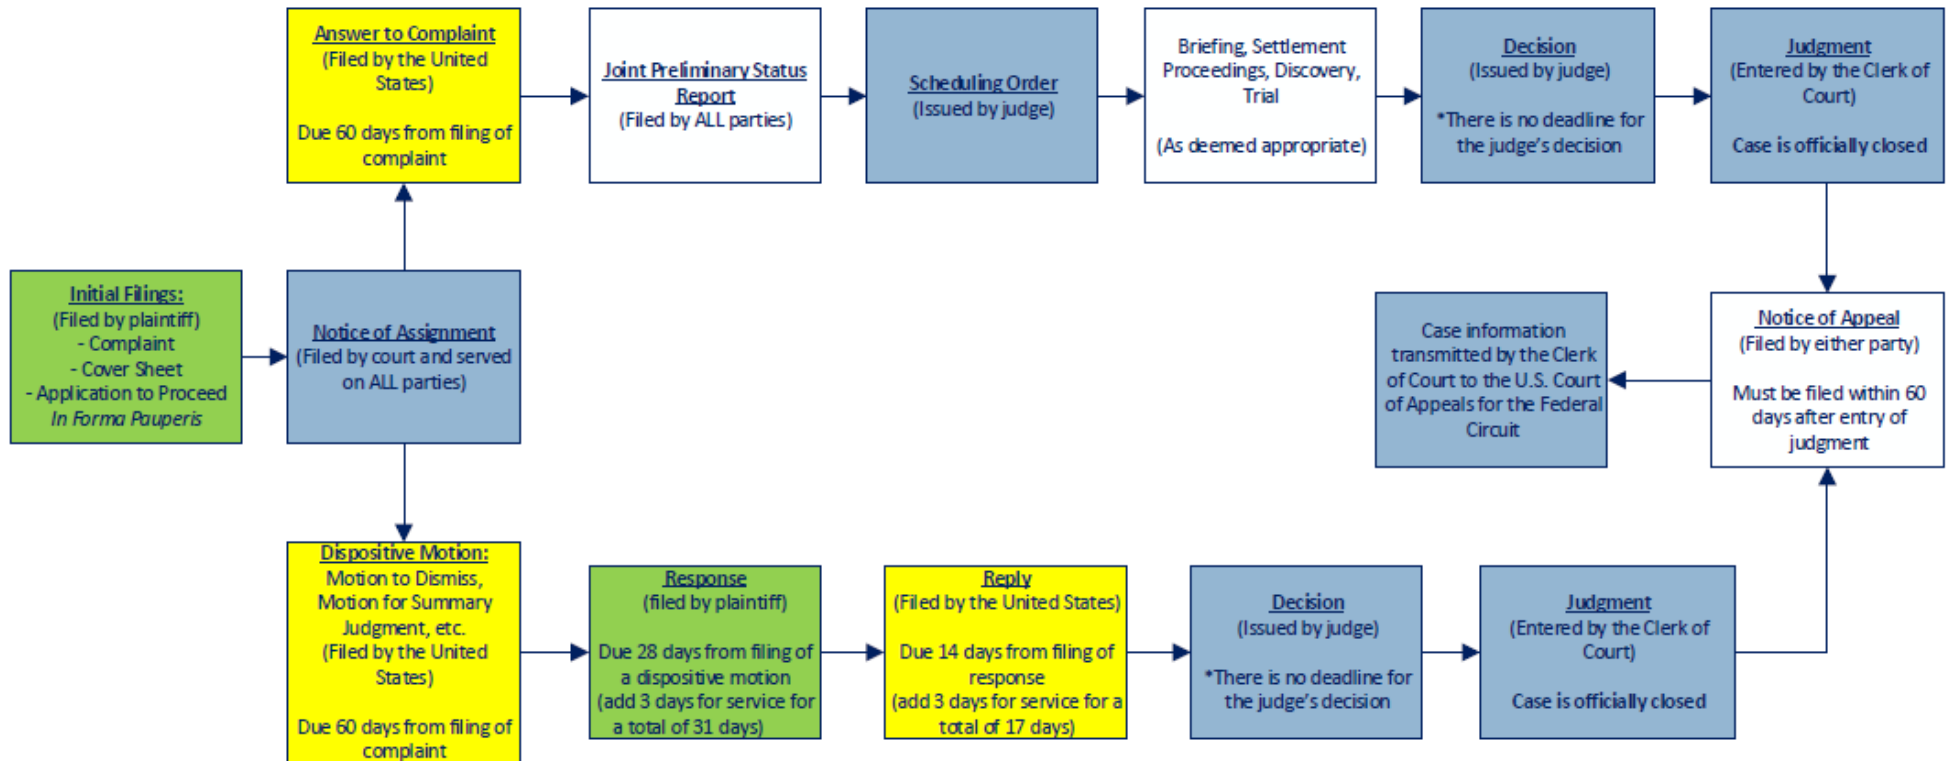 Answer to Complaint
(Filed by the United
States)
Due 60 days from filing of
complaint
Joint Preliminary Status
Report
(Filed by ALL parties)
Scheduling Order
(Issued by judge)
Briefing, Settlement
Proceedings, Discovery,
Trial
(As deemed appropriate)
Decision
(Issued by judge)
*There is no deadline for
the judge's decision
Judgment
(Entered by the Clerk of
Court)
Case is officially closed
Initial Filings:
(Filed by plaintiff)
- Complaint
- Cover Sheet
- Application to Proceed
In Forma Pauperis
Notice of Assignment
(Filed by court and served
on ALL parties)
Case information
transmitted by the Clerk
of Court to the U.S. Court
of Appeals for the Federal
Circuit
Notice of Appeal
(Filed by either party)
Must be filed within 60
days after entry of
judgment
Dispositive Motion:
Motion to Dismiss,
Motion for Summary
Judgment, etc.
(Filed by the United
States)
Due 60 days from filing of
complaint
Response
(filed by plaintiff)
Due 28 days from filing of
a dispositive motion
(add 3 days for service for
a total of 31 days)
Reply
(Filed by the United States)
Due 14 days from filing of
response
(add 3 days for service for a
total of 17 days)
Decision
(Issued by judge)
*There is no deadline for
the judge's decision
Judgment
(Entered by the Clerk of
Court)
Case is officially closed